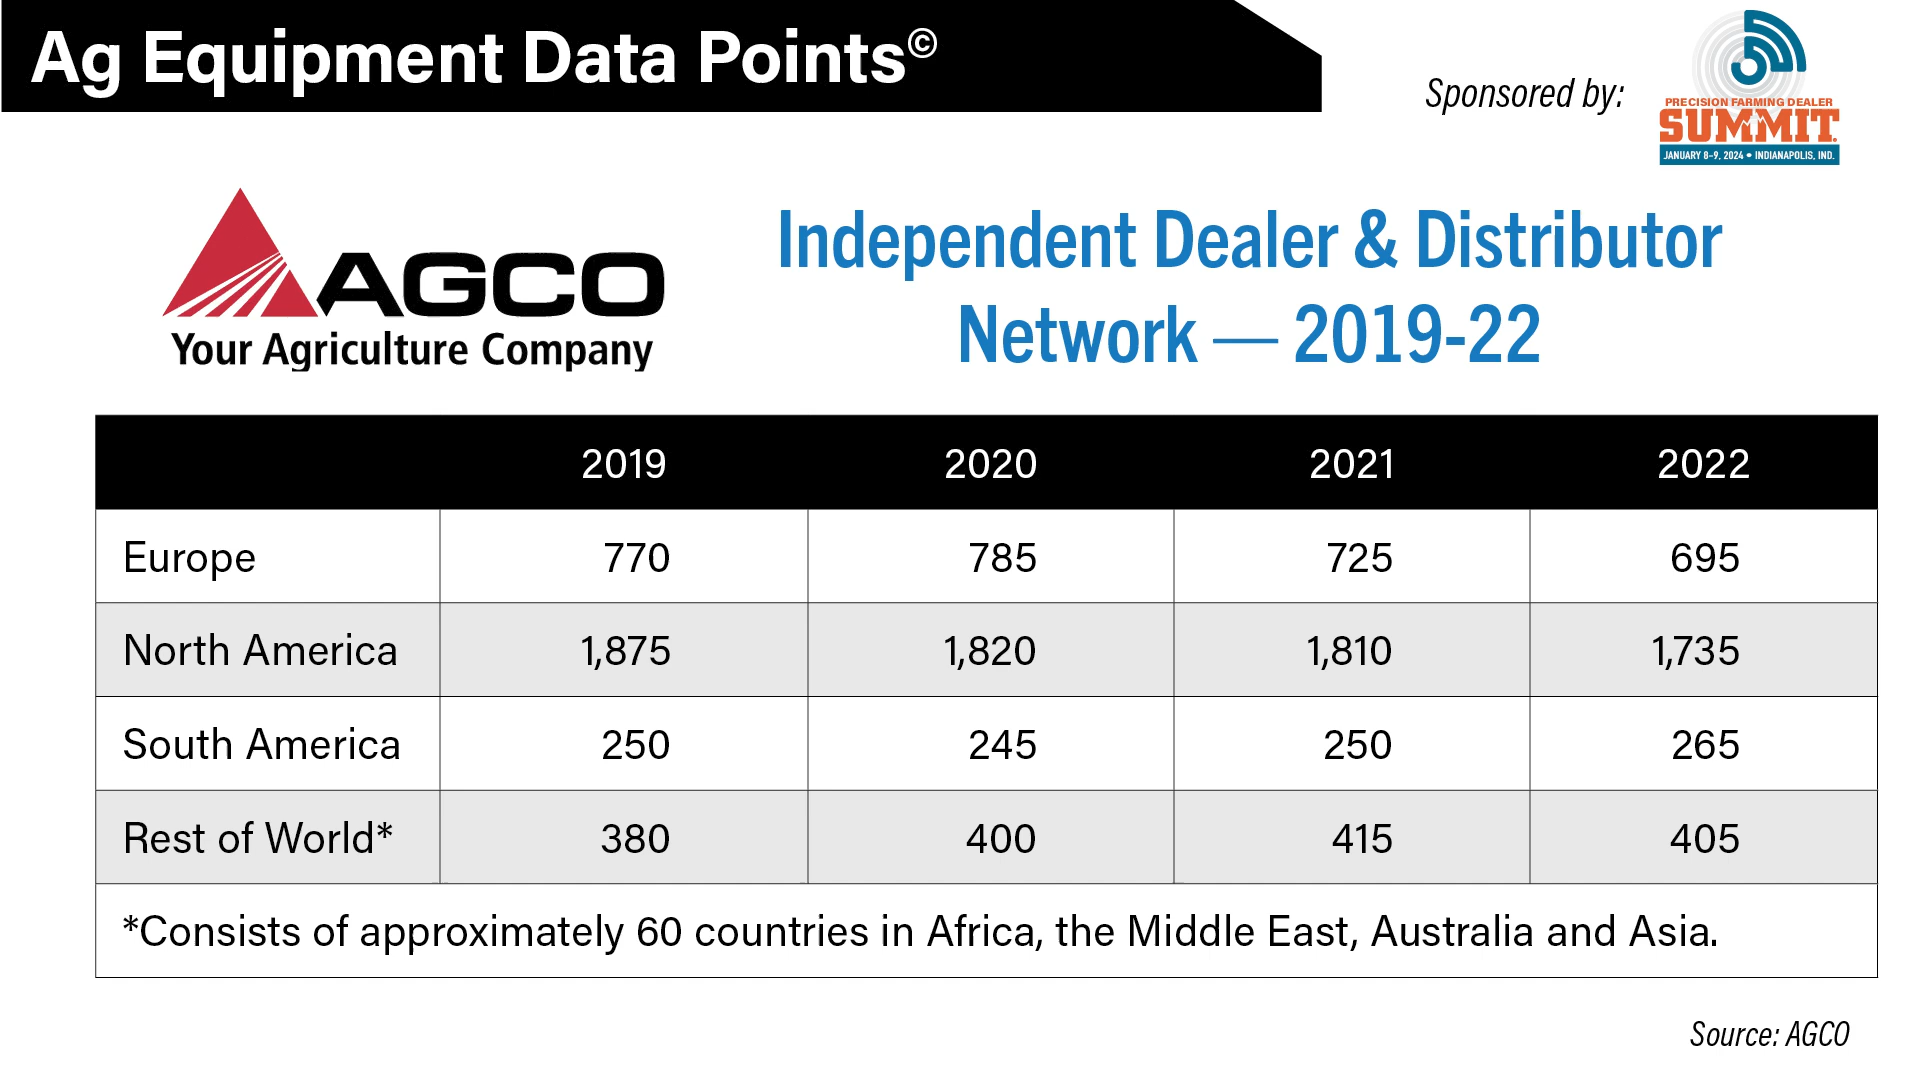 Ag Equipment Data Points©
Sponsored by:
PRECISION FARMING DEALER
SUMMIT.
JANUARY 8–9, 2024 • INDIANAPOLIS, IND.
AGCO
Your Agriculture Company
Independent Dealer & Distributor
Network — 2019-22
2019 2020 2021 2022
Europe 770 785 725 695
North America 1,875 1,820 1,810 1,735
South America 250 245 250 265
Rest of World* 380 400 415 405
*Consists of approximately 60 countries in Africa, the Middle East, Australia and Asia.
Source: AGCO